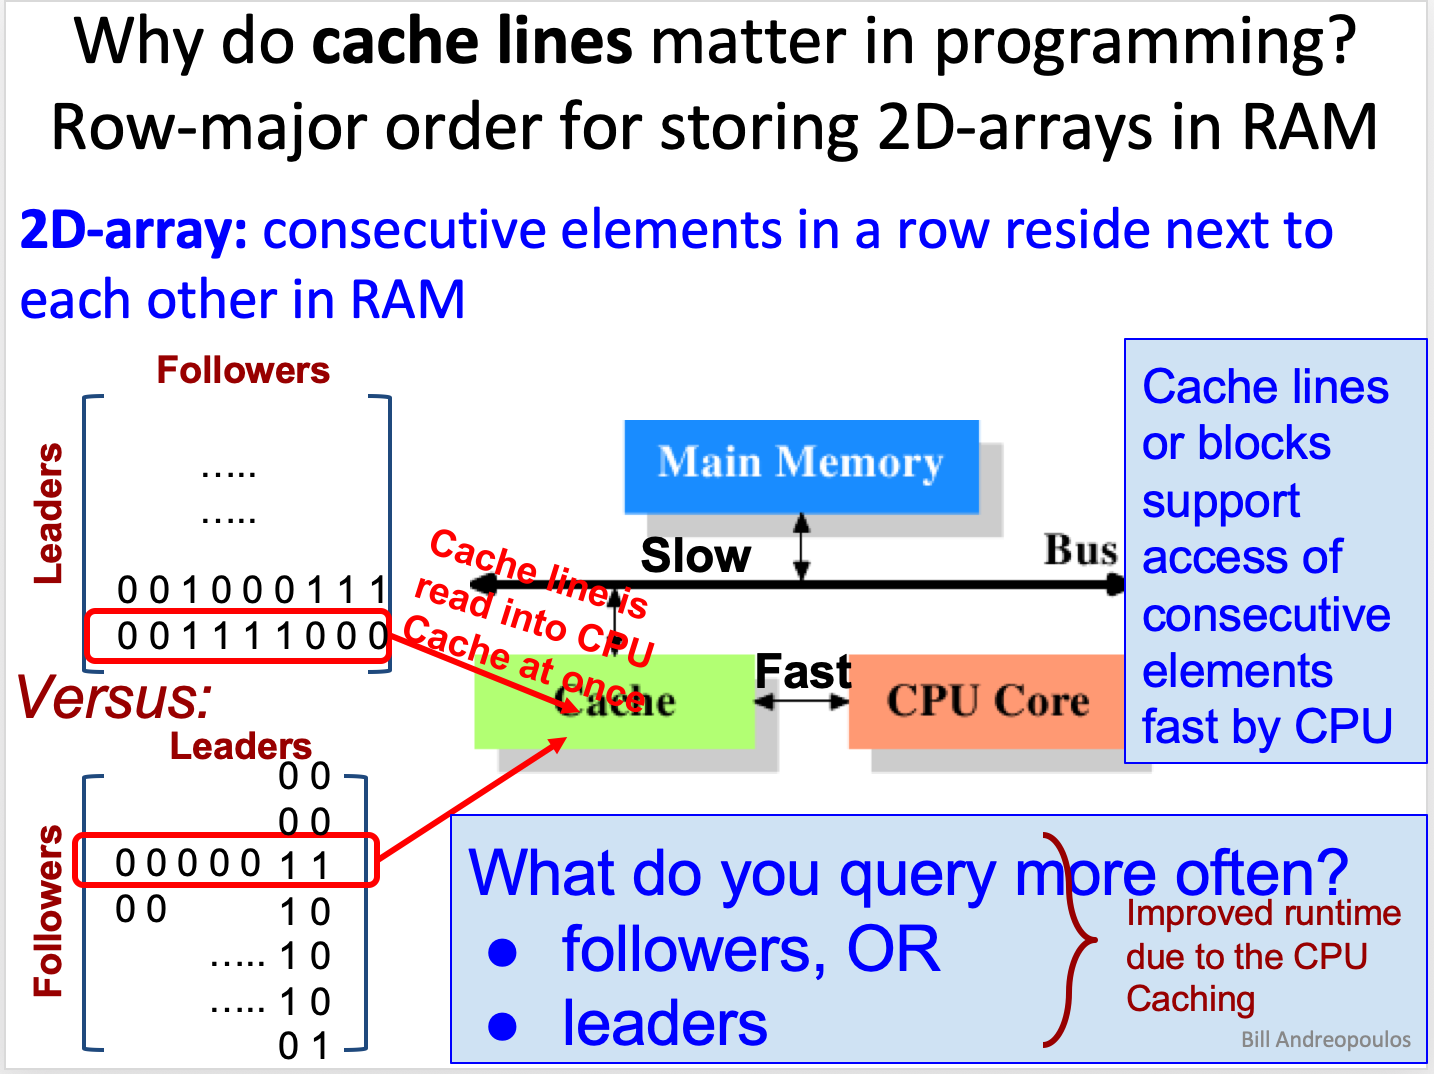 Why do cache lines matter in programming?
Row-major order for storing 2D-arrays in RAM
2D-array: consecutive elements in a row reside next to
each other in RAM
Followers
Leaders
.....
.....
0 0 1 0 0 0 1 1 1
0 0 1 1 1 1 0 0 0
Versus:
Leaders
Followers
0 0
0 0
0 0 0 0 0 1 1
0 0 1 0
..... 1 0
..... 1 0
0 1
Main Memory
Slow
Bus
Cache line is
read into CPU
Cache at once
Cache
Fast
CPU Core
Cache lines
or blocks
support
access of
consecutive
elements
fast by CPU
What do you query more often?
● followers, OR
● leaders
Improved runtime
due to the CPU
Caching
Bill Andreopoulos